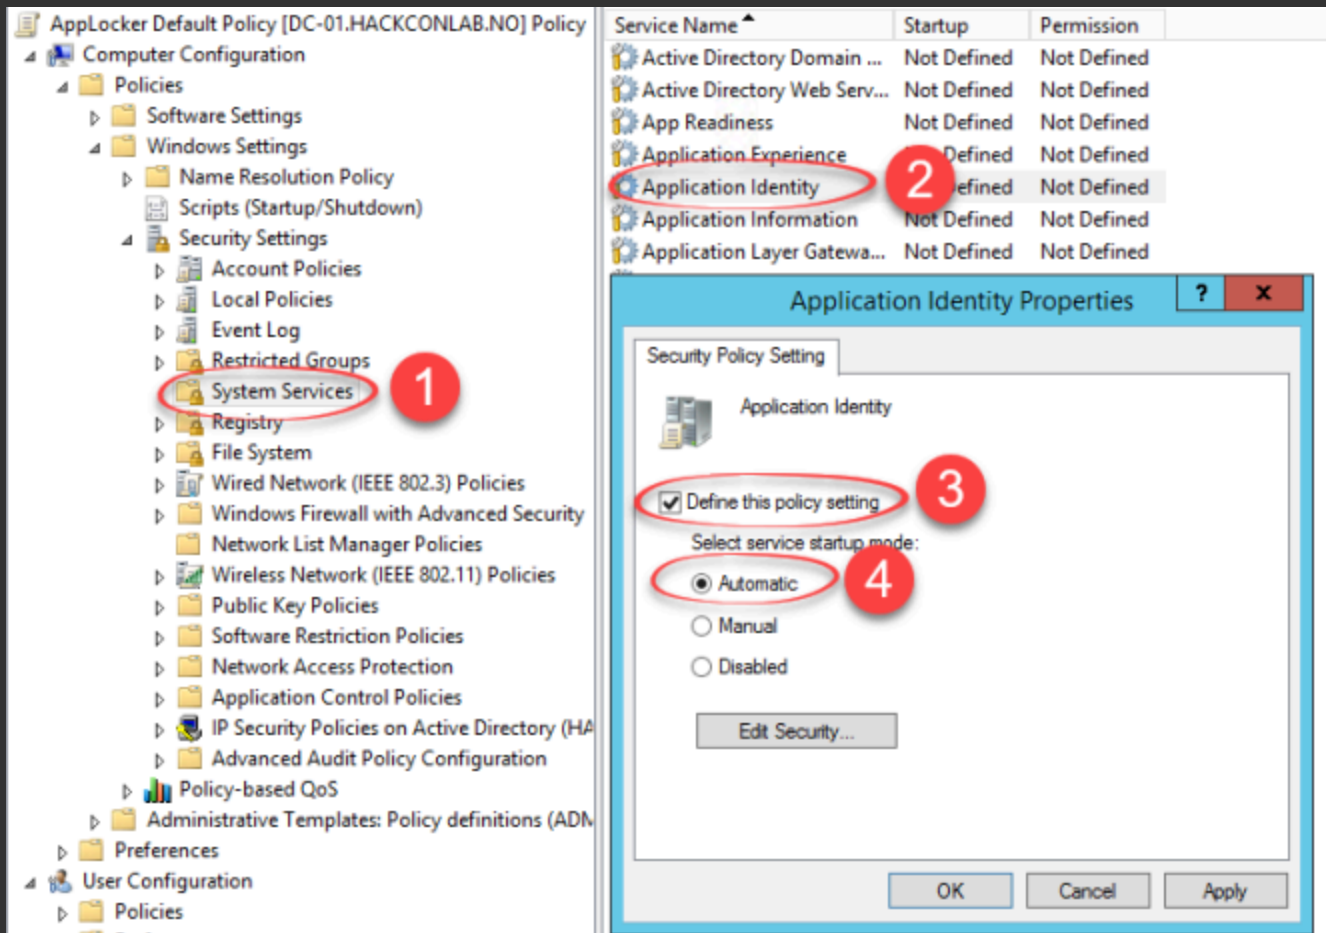 AppLocker Default Policy [DC-01.HACKCONLAB.NO] Policy
Computer Configuration
Policies
Software Settings
Windows Settings
Name Resolution Policy
Scripts (Startup/Shutdown)
Security Settings
Account Policies
Local Policies
Event Log
Restricted Groups
System Services
1
Registry
File System
Wired Network (IEEE 802.3) Policies
Windows Firewall with Advanced Security
Network List Manager Policies
Wireless Network (IEEE 802.11) Policies
Public Key Policies
Software Restriction Policies
Network Access Protection
Application Control Policies
IP Security Policies on Active Directory (HA
Advanced Audit Policy Configuration
Policy-based QoS
Administrative Templates: Policy definitions (ADM
Preferences
User Configuration
Policies
Service Name Startup Permission
Active Directory Domain ... Not Defined Not Defined
Active Directory Web Serv... Not Defined Not Defined
App Readiness Not Defined Not Defined
Application Experience Defined Not Defined
Application Identity 2 efined Not Defined
Application Information Not Defined Not Defined
Application Layer Gatewa... Not Defined Not Defined
Application Identity Properties ? x
Security Policy Setting
Application Identity
Define this policy setting 3
Select service startup mode:
Automatic 4
Manual
Disabled
Edit Security...
OK Cancel Apply